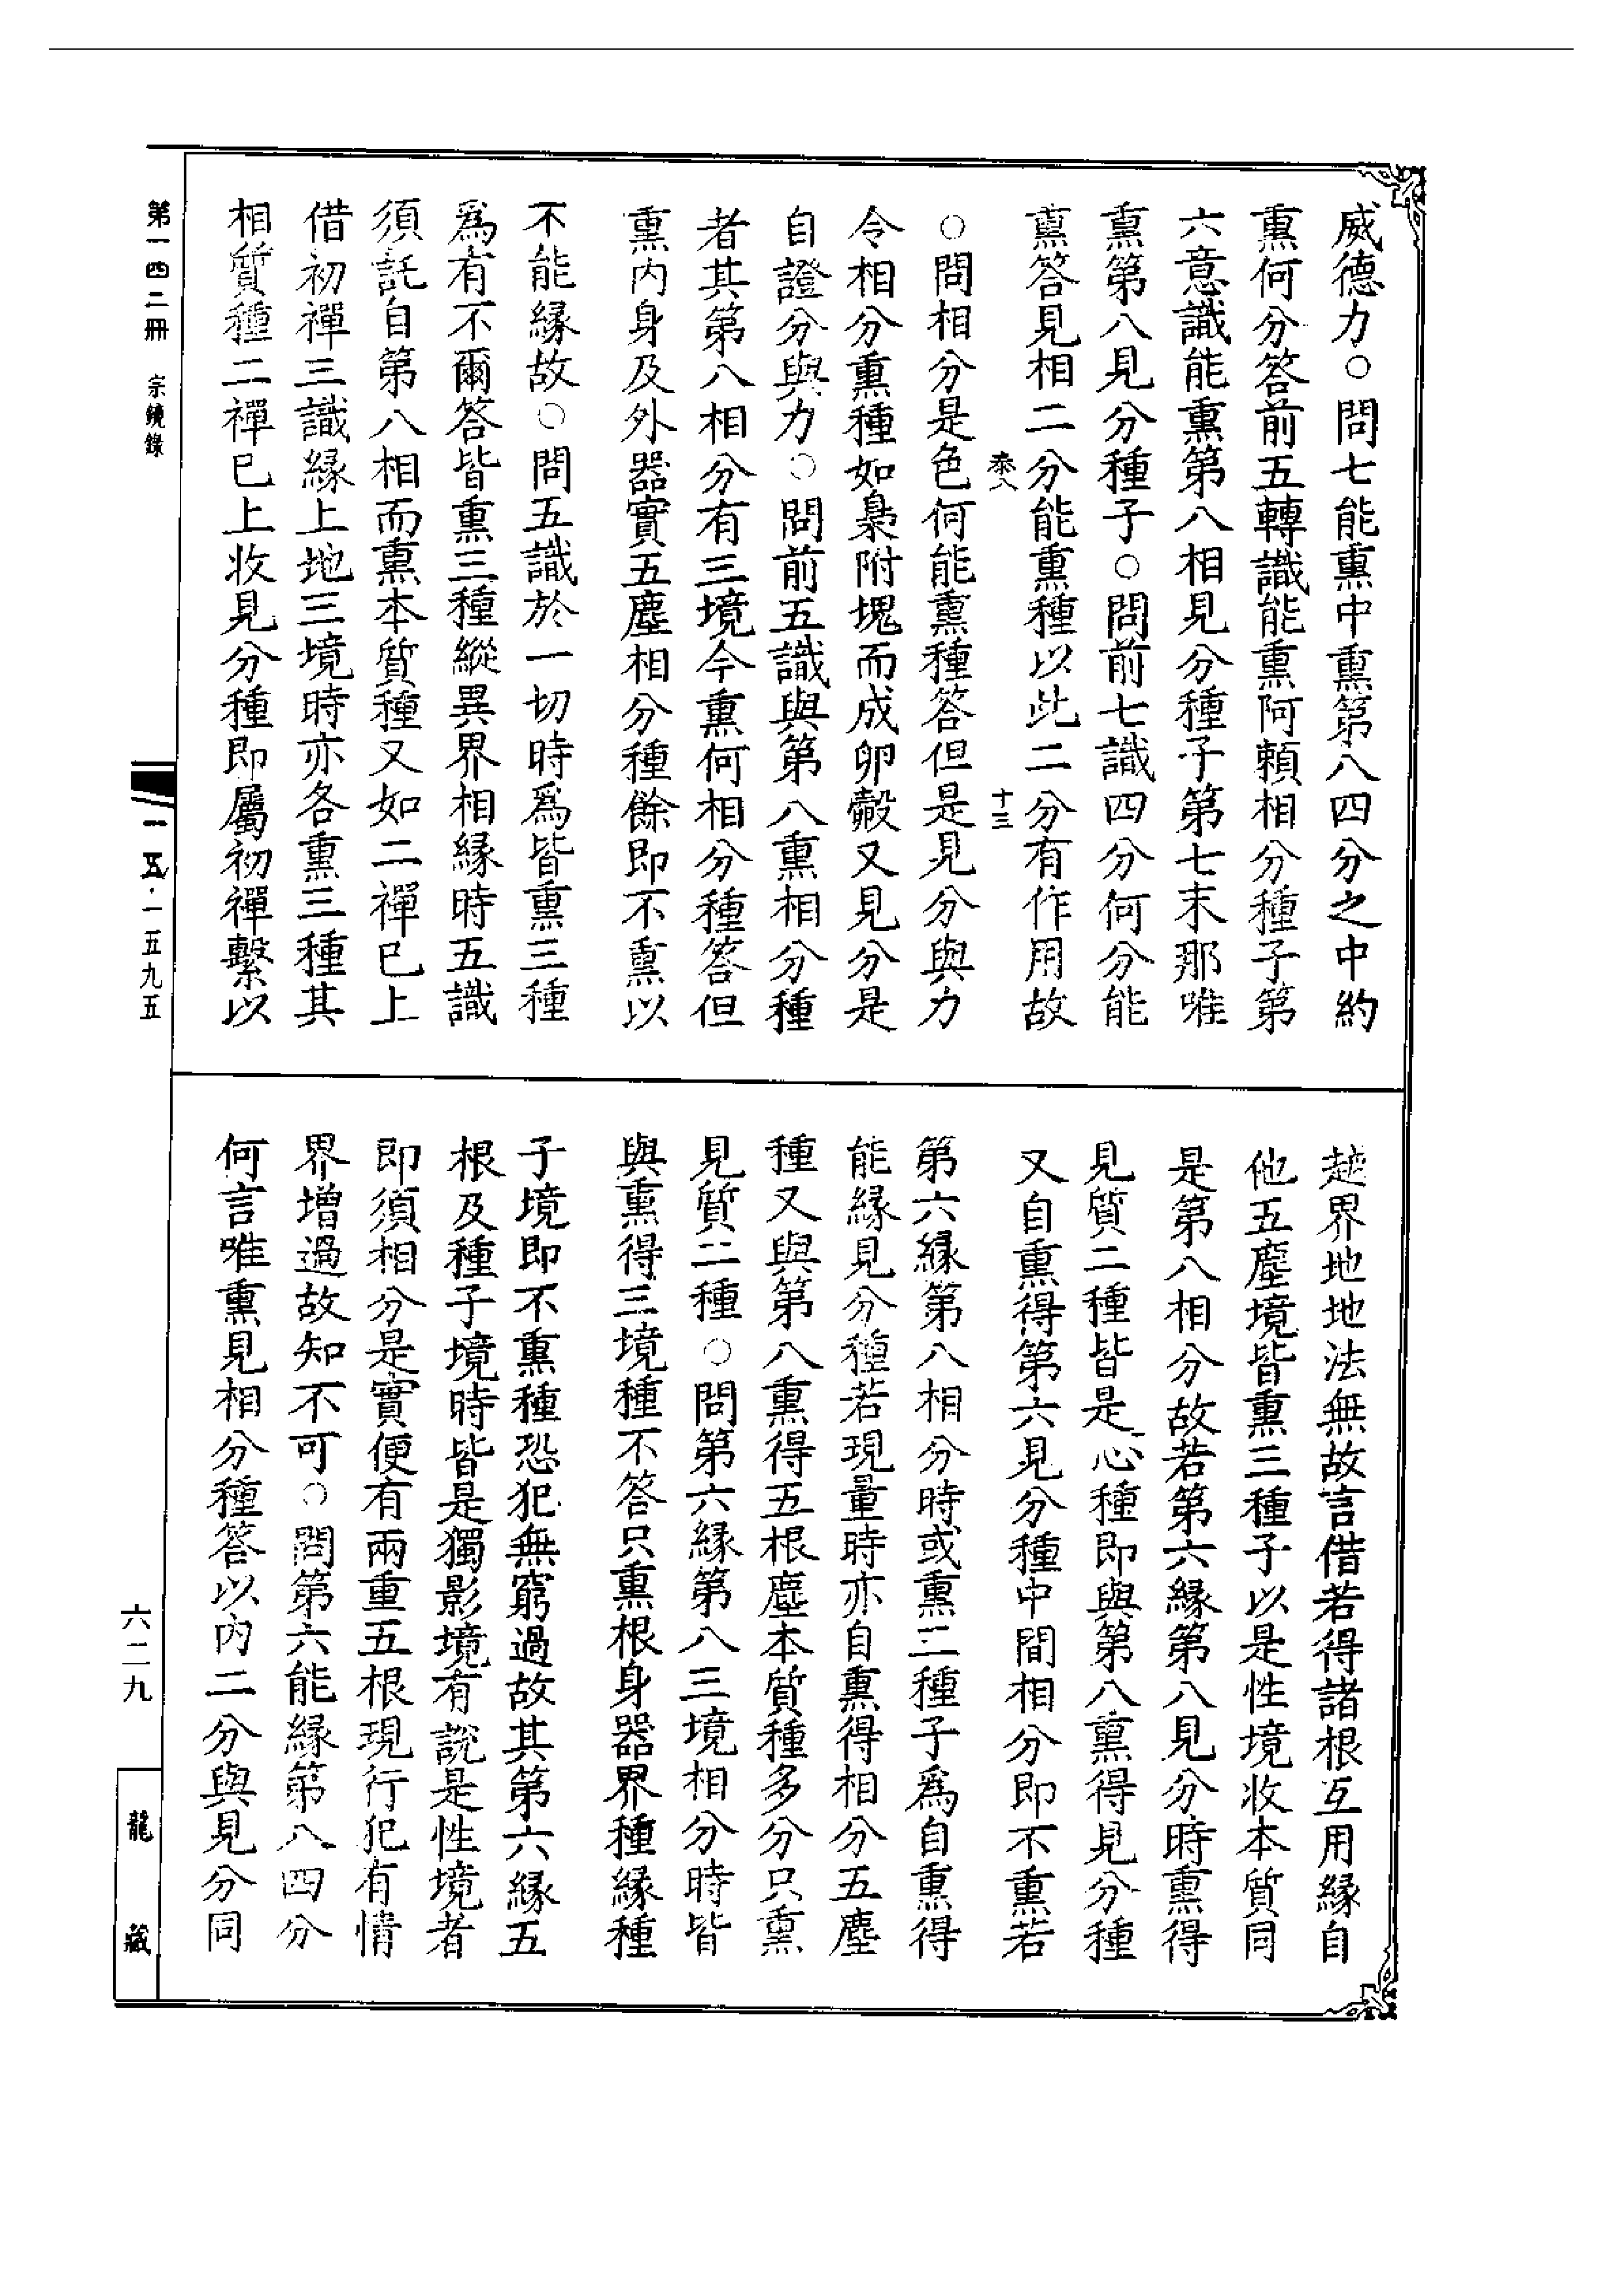 威德力○問七能熏中熏第八四分之中約
熏何分答前五轉識能熏阿賴相分種子第
六意識能熏第八相見分種子第七末那唯
熏第八見分種子○問前七識四分何分能
熏答見相二分能熏種以此二分有作用故
泰八
十三
○問相分是色何能熏種答但是見分與力
令相分熏種如梟附塊而成卵㲉又見分是
自證分與力○問前五識與第八熏相分種
者其第八相分有三境今熏何相分種答但
熏內身及外器實五塵相分種餘即不熏以
不能緣故○問五識於一切時爲皆熏三種
爲有不爾答皆熏三種縱異界相緣時五識
須託自第八相而熏本質種又如二禪已上
借初禪三識緣上地三境時亦各熏三種其
相質種二禪已上收見分種即屬初禪繫以
越界地地法無故言借若得諸根互用緣自
他五塵境皆熏三種子以是性境收本質同
是第八相分故若第六緣第八見分時熏得
見質二種皆是心種即與第八熏得見分種
又自熏得第六見分種中間相分即不熏若
第六緣第八相分時或熏二種子爲自熏得
能緣見分種若現量時亦自熏得相分五塵
種又與第八熏得五根塵本質種多分只熏
見質二種○問第六緣第八三境相分時皆
與熏得三境種不答只熏根身器界種緣種
子境即不熏種恐犯無窮過故其第六緣五
根及種子境時皆是獨影境有說是性境者
即須相分是實便有兩重五根現行犯有情
界增過故知不可○問第六能緣第八四分
何言唯熏見相分種答以內二分與見分同
第一四二冊 宗鏡錄
一五·一五九五
六二九
龍藏